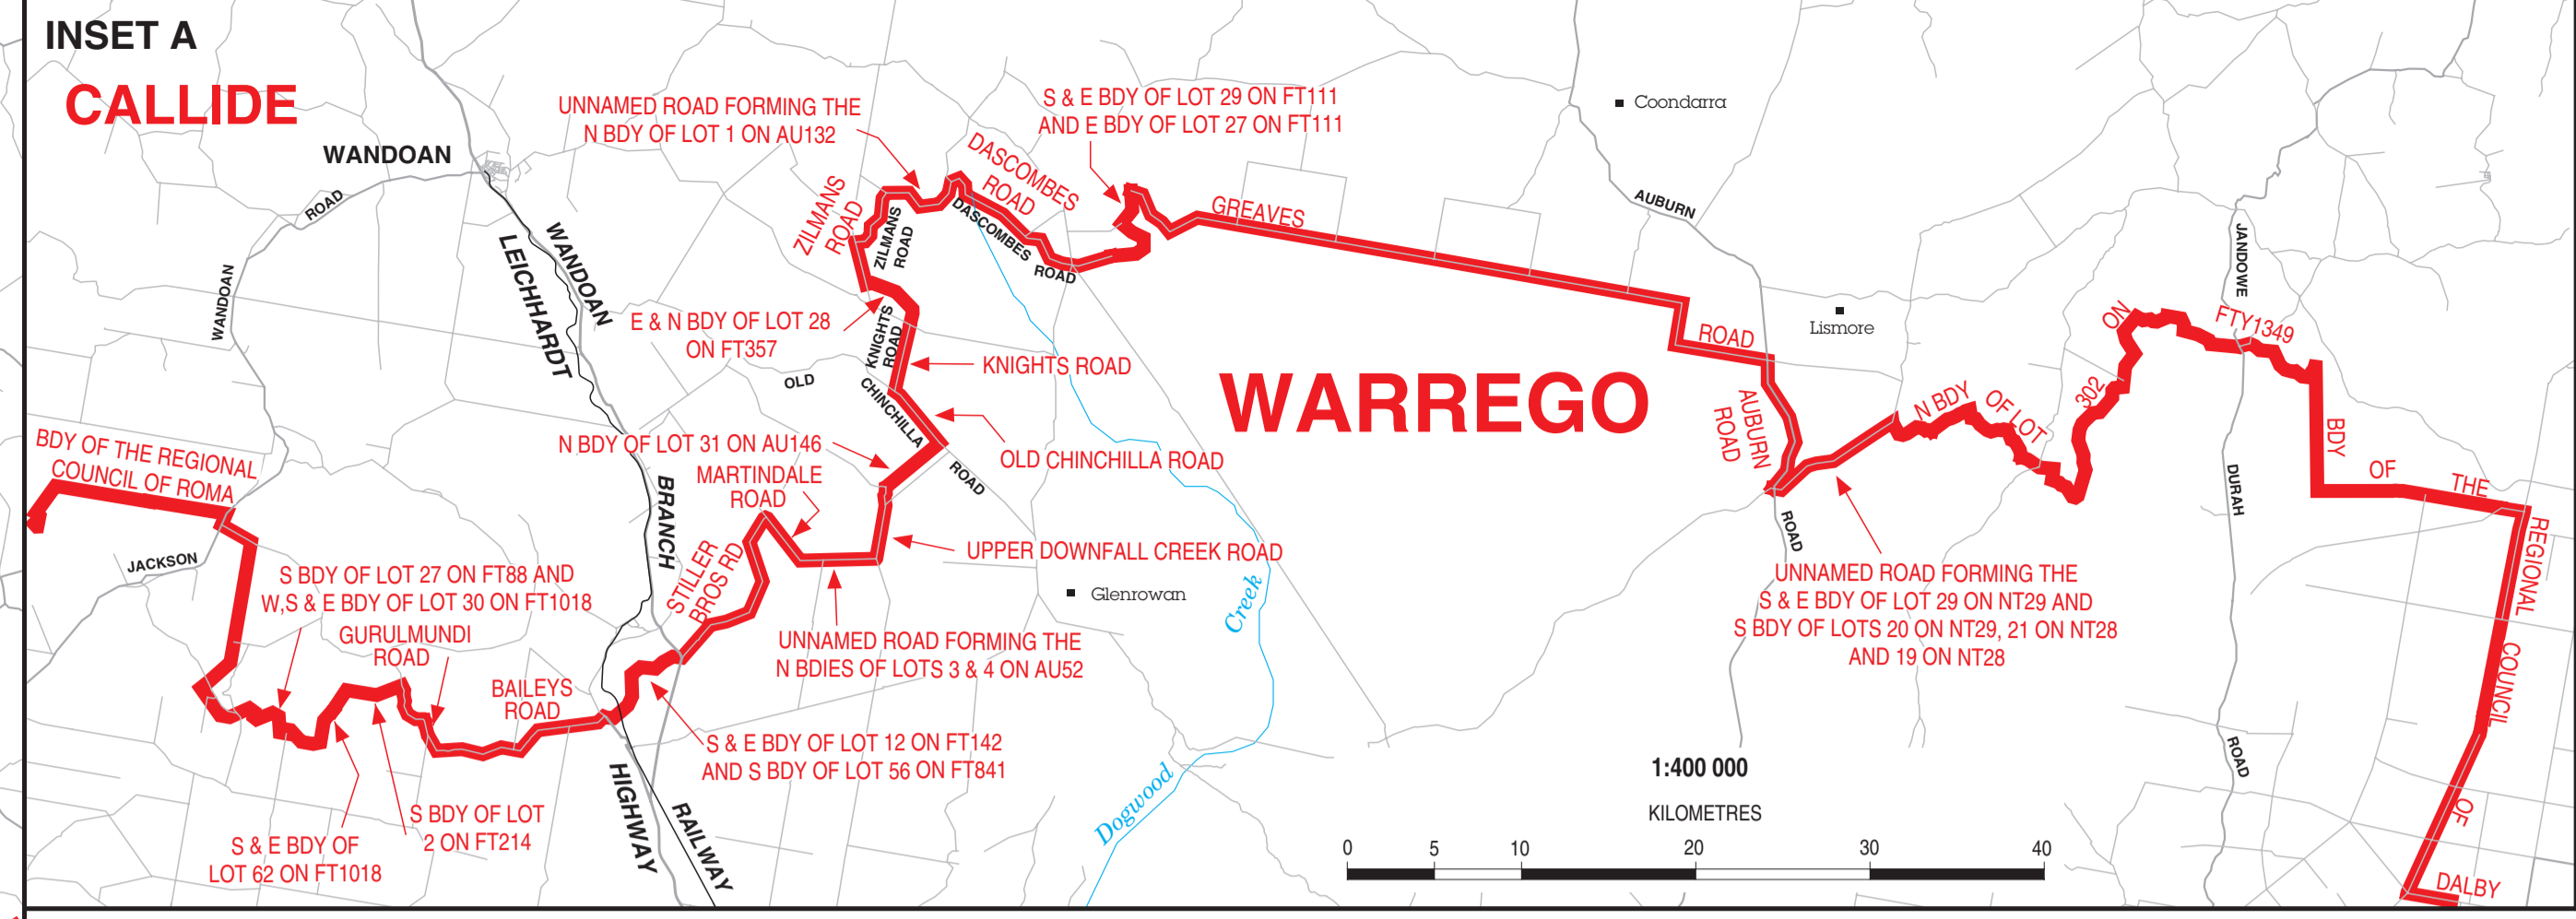 INSET A
CALLIDE
WANDOAN
ROAD
WANDOAN
LEICHHARDT
WANDOAN
UNNAMED ROAD FORMING THE
N BDY OF LOT 1 ON AU132
S & E BDY OF LOT 29 ON FT111
AND E BDY OF LOT 27 ON FT111
DASCOMBES
ROAD
ZILMANS
ROAD
ZILMANS
ROAD
DASCOMBES
ROAD
GREAVES
Coondarra
AUBURN
JANDOWE
Lismore
ROAD
E & N BDY OF LOT 28
ON FT357
KNIGHTS
ROAD
KNIGHTS ROAD
OLD
CHINCHILLA
ROAD
WARREGO
AUBURN
ROAD
N BDY
OF LOT
302
ON
FTY1349
BDY
OF
THE
REGIONAL
COUNCIL
OF
DALBY
BDY OF THE REGIONAL
COUNCIL OF ROMA
N BDY OF LOT 31 ON AU146
OLD CHINCHILLA ROAD
MARTINDALE
ROAD
BRANCH
STILLER
BROS RD
UPPER DOWNFALL CREEK ROAD
ROAD
DURAH
JACKSON
S BDY OF LOT 27 ON FT88 AND
W,S & E BDY OF LOT 30 ON FT1018
GURULMUNDI
ROAD
Glenrowan
Creek
UNNAMED ROAD FORMING THE
S & E BDY OF LOT 29 ON NT29 AND
S BDY OF LOTS 20 ON NT29, 21 ON NT28
AND 19 ON NT28
UNNAMED ROAD FORMING THE
N BDIES OF LOTS 3 & 4 ON AU52
BAILEYS
ROAD
S & E BDY OF LOT 12 ON FT142
AND S BDY OF LOT 56 ON FT841
HIGHWAY
RAILWAY
Dogwood
S BDY OF LOT
2 ON FT214
S & E BDY OF
LOT 62 ON FT1018
ROAD
1:400 000
KILOMETRES
0 5 10 20 30 40